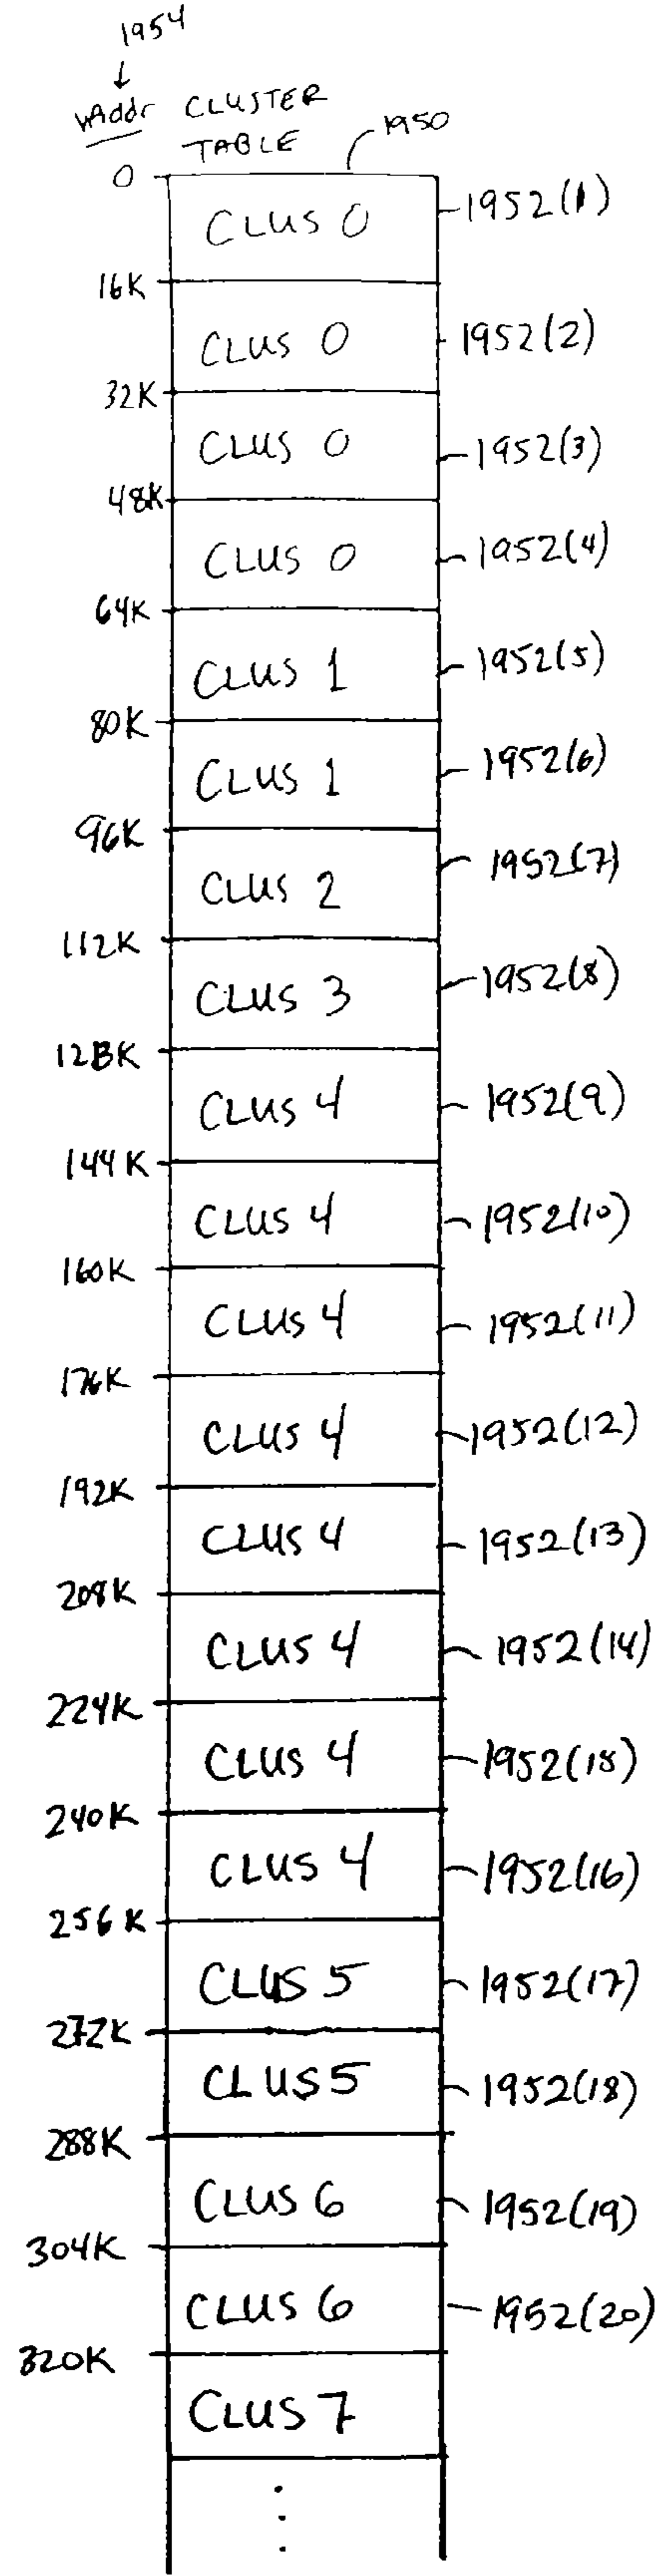 1954
vAddr CLUSTER
TABLE 1950
0
CLUS 0 1952(1)
16K
CLUS 0 1952(2)
32K
CLUS 0 1952(3)
48K
CLUS 0 1952(4)
64K
CLUS 1 1952(5)
80K
CLUS 1 1952(6)
96K
CLUS 2 1952(7)
112K
CLUS 3 1952(8)
128K
CLUS 4 1952(9)
144K
CLUS 4 1952(10)
160K
CLUS 4 1952(11)
176K
CLUS 4 1952(12)
192K
CLUS 4 1952(13)
208K
CLUS 4 1952(14)
224K
CLUS 4 1952(15)
240K
CLUS 4 1952(16)
256K
CLUS 5 1952(17)
272K
CLUS 5 1952(18)
288K
CLUS 6 1952(19)
304K
CLUS 6 1952(20)
320K
CLUS 7